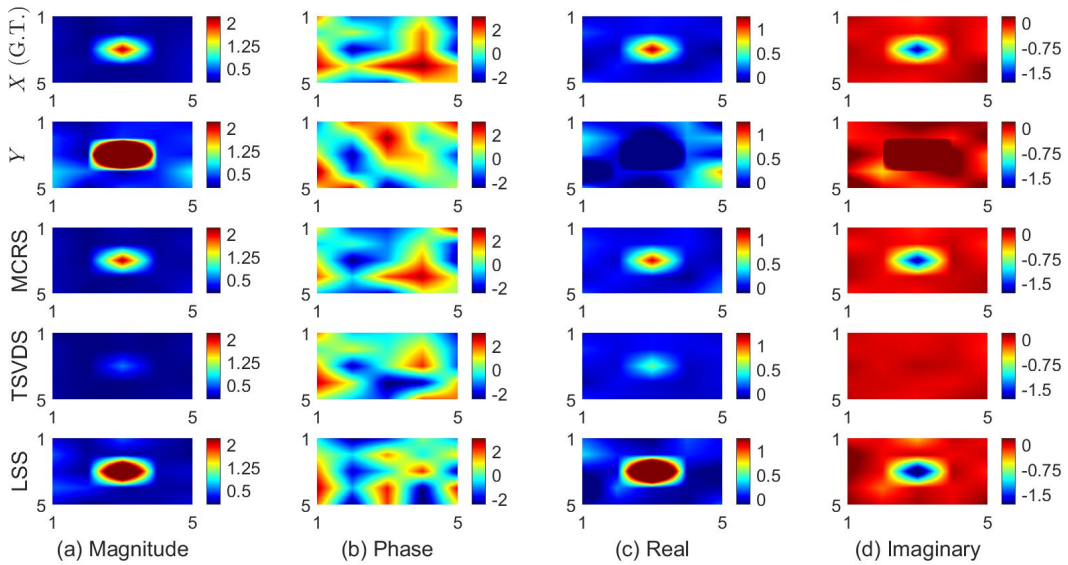 X (G.T.) 1 5 1 5 2 1.25 0.5 1 5 1 5 2 0 -2 1 5 1 5 1 0.5 0 1 5 1 5 0 -0.75 -1.5
Y 1 5 1 5 2 1.25 0.5 1 5 1 5 2 0 -2 1 5 1 5 1 0.5 0 1 5 1 5 0 -0.75 -1.5
MCRS 1 5 1 5 2 1.25 0.5 1 5 1 5 2 0 -2 1 5 1 5 1 0.5 0 1 5 1 5 0 -0.75 -1.5
TSVDS 1 5 1 5 2 1.25 0.5 1 5 1 5 2 0 -2 1 5 1 5 1 0.5 0 1 5 1 5 0 -0.75 -1.5
LSS 1 5 1 5 2 1.25 0.5 1 5 1 5 2 0 -2 1 5 1 5 1 0.5 0 1 5 1 5 0 -0.75 -1.5
(a) Magnitude (b) Phase (c) Real (d) Imaginary